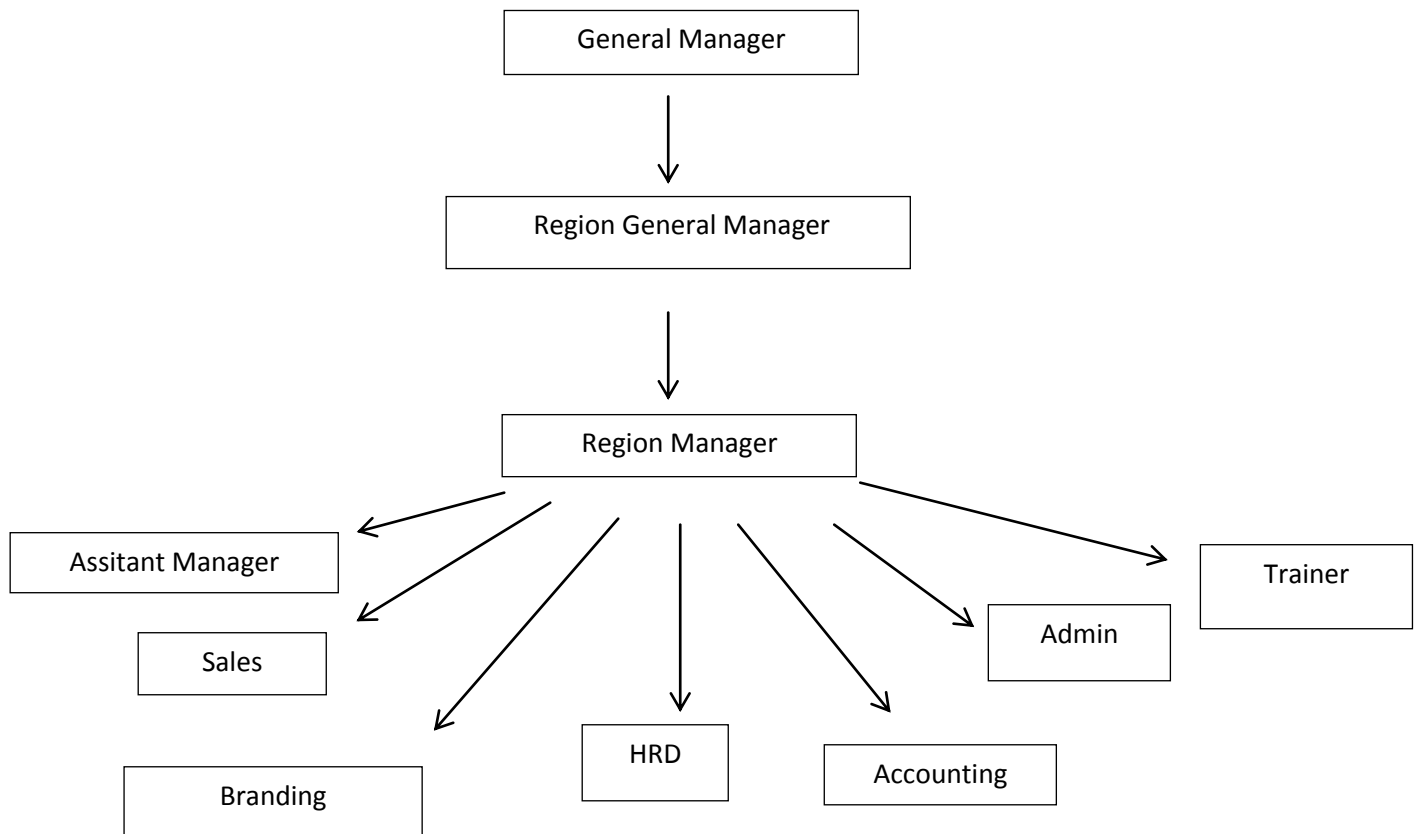 General Manager
Region General Manager
Region Manager
Assitant Manager
Trainer
Admin
Sales
HRD
Accounting
Branding